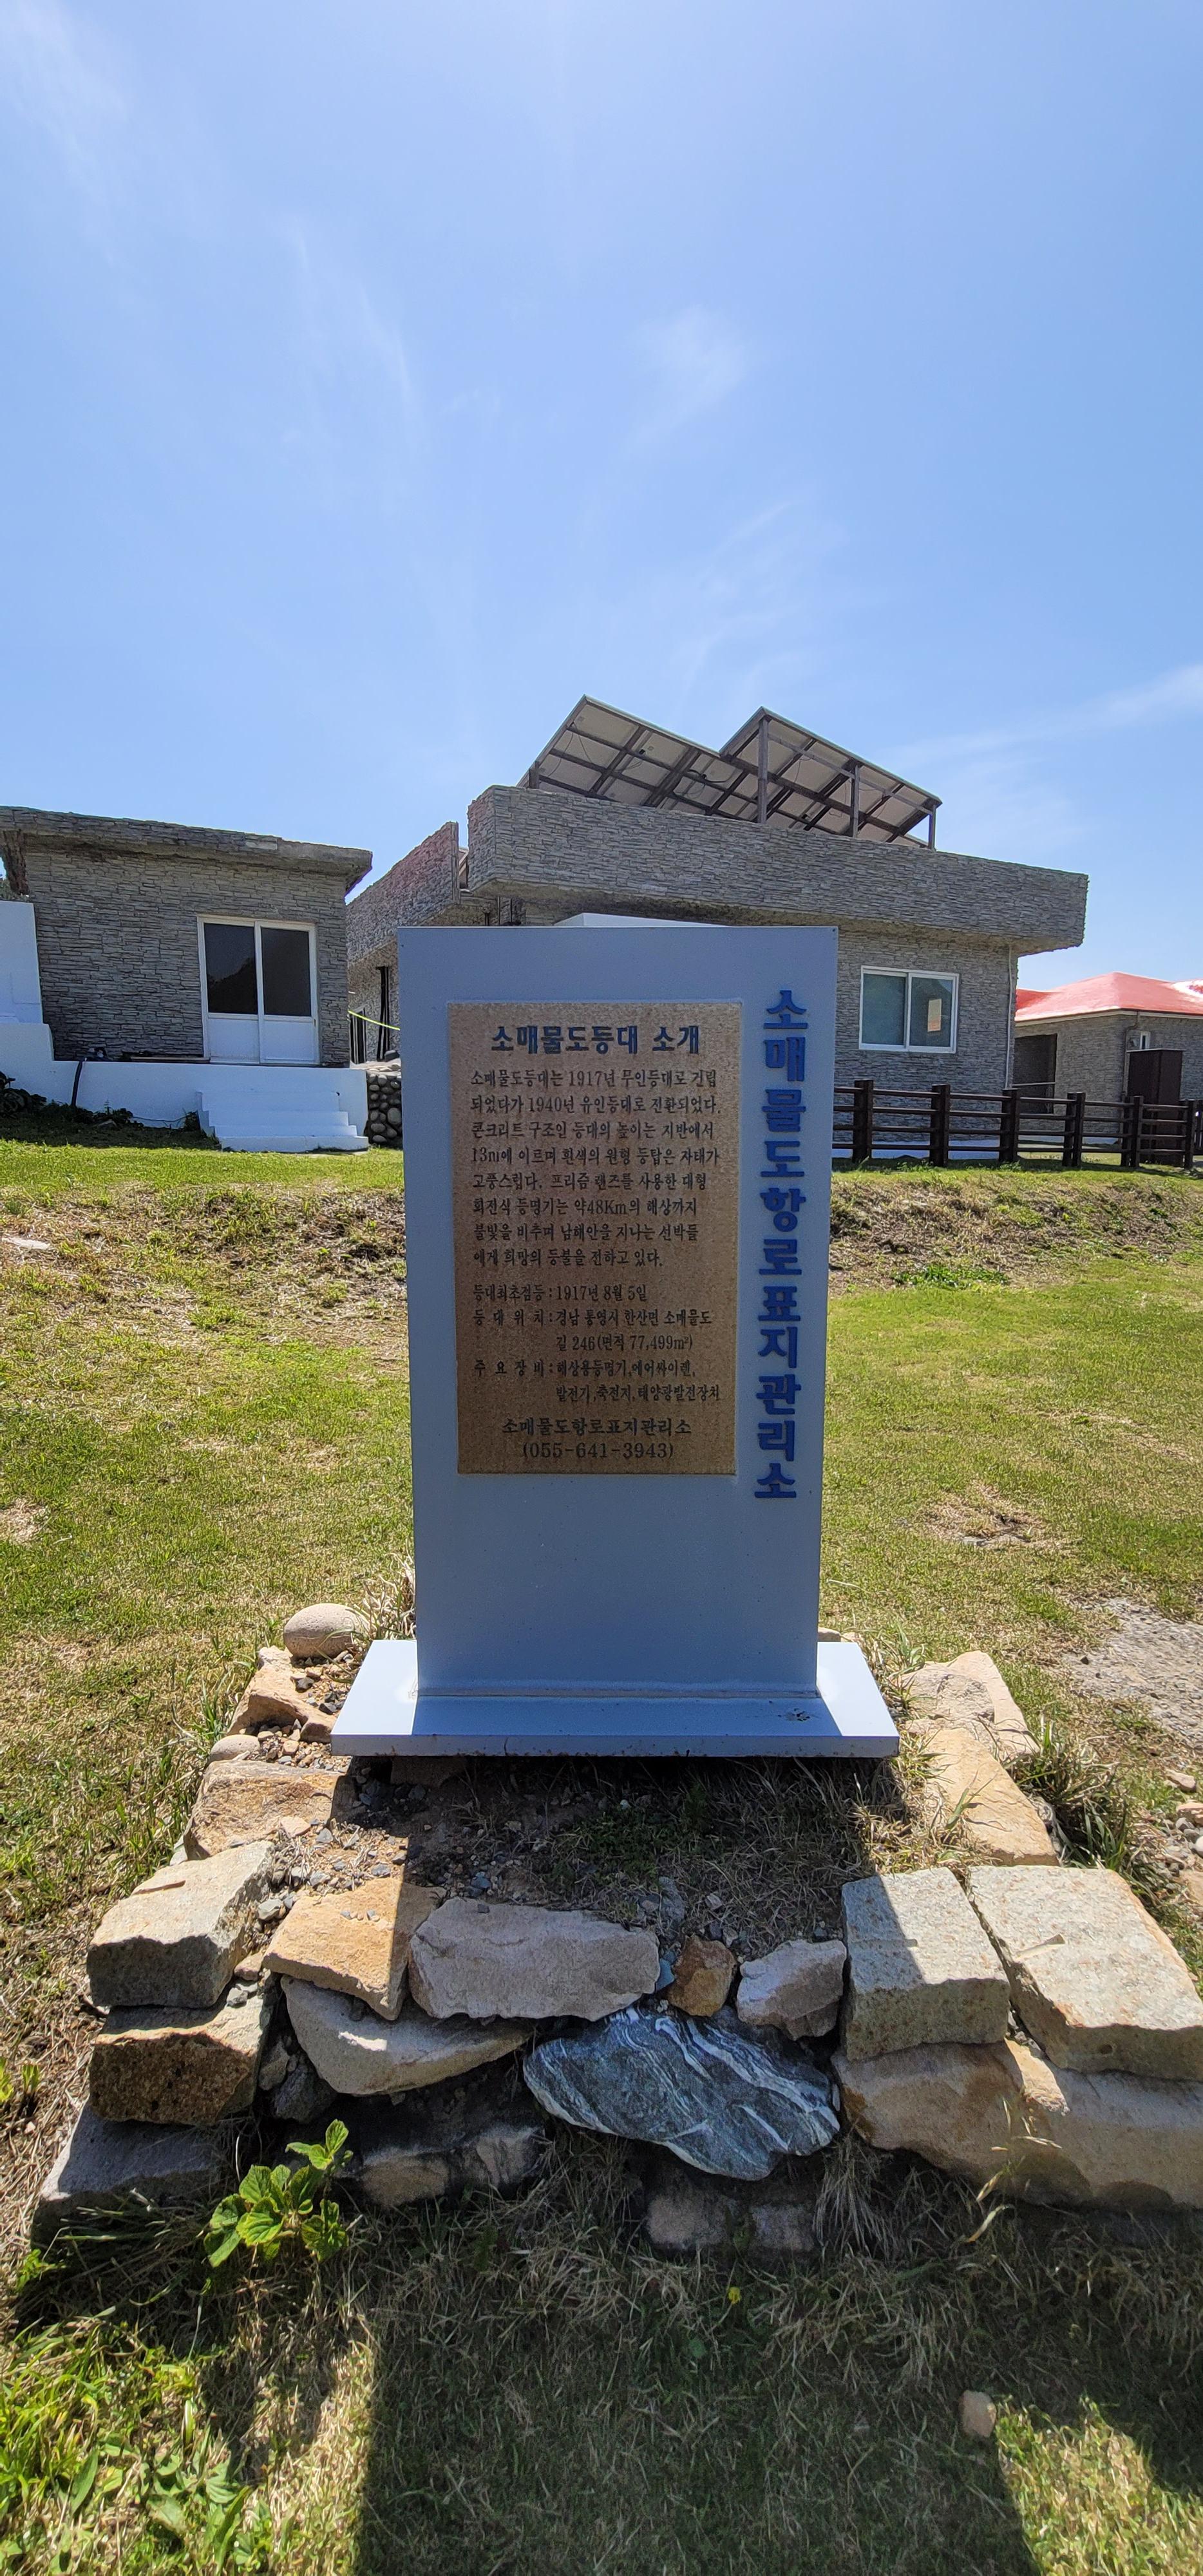 소매물도등대 소개
소매물도등대는 1917년 무인등대로 건립
되었다가 1940년 유인등대로 전환되었다.
콘크리트 구조인 등대의 높이는 지반에서
13m에 이르며 흰색의 원형 등탑은 자태가
고풍스럽다. 프리즘 렌즈를 사용한 대형
회전식 등명기는 약48Km의 해상까지
불빛을 비추며 남해안을 지나는 선박들
에게 희망의 등불을 전하고 있다.
등대최초점등 : 1917년 8월 5일
등 대 위 치 : 경남 통영시 한산면 소매물도
길 246(면적 77,499㎡)
주 요 장 비 : 해상용등명기,에어싸이렌,
발전기,축전지,태양광발전장치
소매물도항로표지관리소
(055-641-3943)
소매물도항로표지관리소